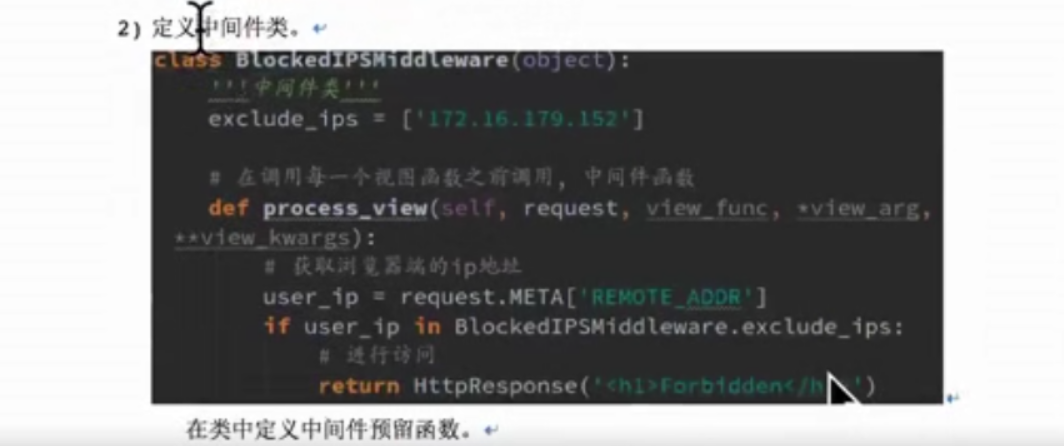 2) 定义中间件类。
class BlockedIPSMiddleware(object):
'''中间件类'''
exclude_ips = ['172.16.179.152']
# 在调用每一个视图函数之前调用, 中间件函数
def process_view(self, request, view_func, *view_arg,
**view_kwargs):
# 获取浏览器端的ip地址
user_ip = request.META['REMOTE_ADDR']
if user_ip in BlockedIPSMiddleware.exclude_ips:
# 进行访问
return HttpResponse('<h1>Forbidden</h ')
在类中定义中间件预留函数。